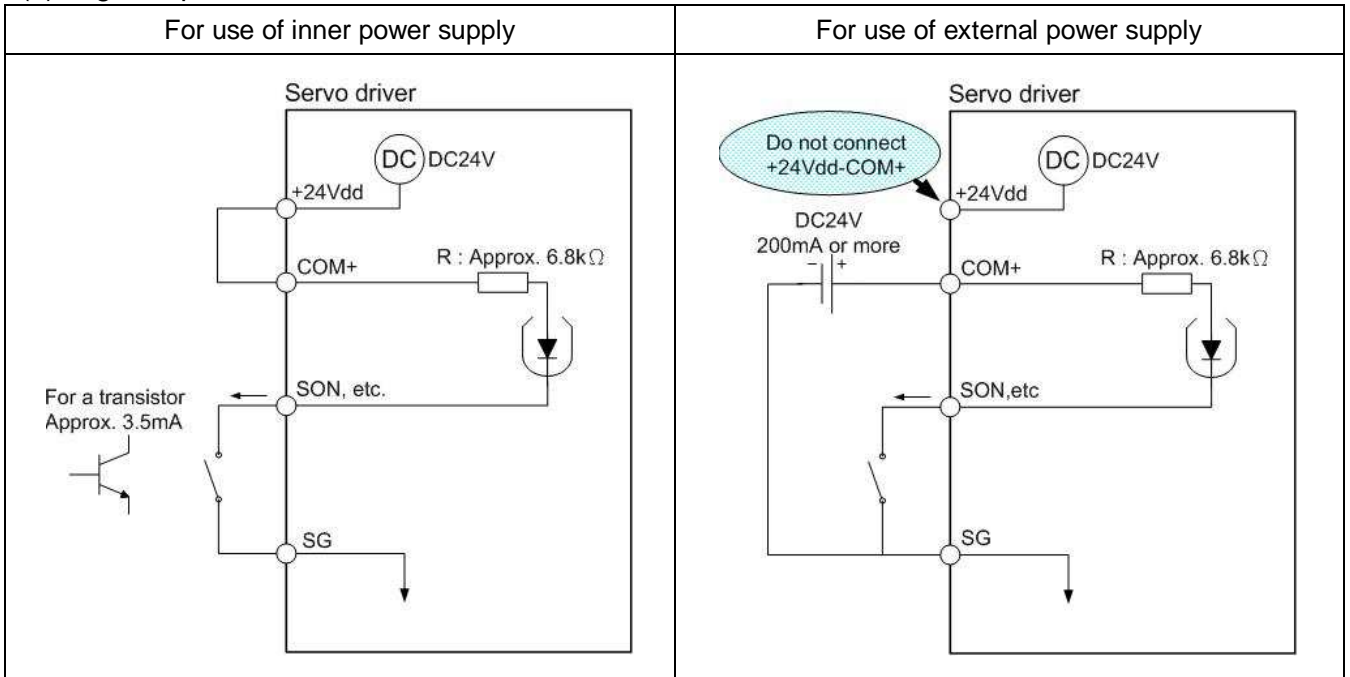 For use of inner power supply
For use of external power supply
Servo driver
DC
DC24V
+24Vdd
COM+
R : Approx. 6.8kΩ
For a transistor
Approx. 3.5mA
SON, etc.
SG
Servo driver
Do not connect
+24Vdd-COM+
DC
DC24V
+24Vdd
DC24V
200mA or more
− +
COM+
R : Approx. 6.8kΩ
SON,etc
SG